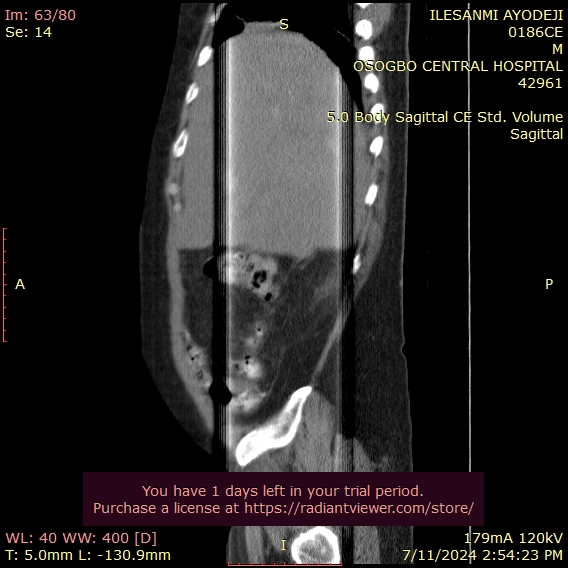 Im: 63/80
Se: 14
ILESANMI AYODEJI
0186CE
M
OSOGBO CENTRAL HOSPITAL
42961
5.0 Body Sagittal CE Std. Volume
Sagittal
S
A
P
You have 1 days left in your trial period.
Purchase a license at https://radiantviewer.com/store/
WL: 40 WW: 400 [D]
T: 5.0mm L: -130.9mm
I
179mA 120kV
7/11/2024 2:54:23 PM